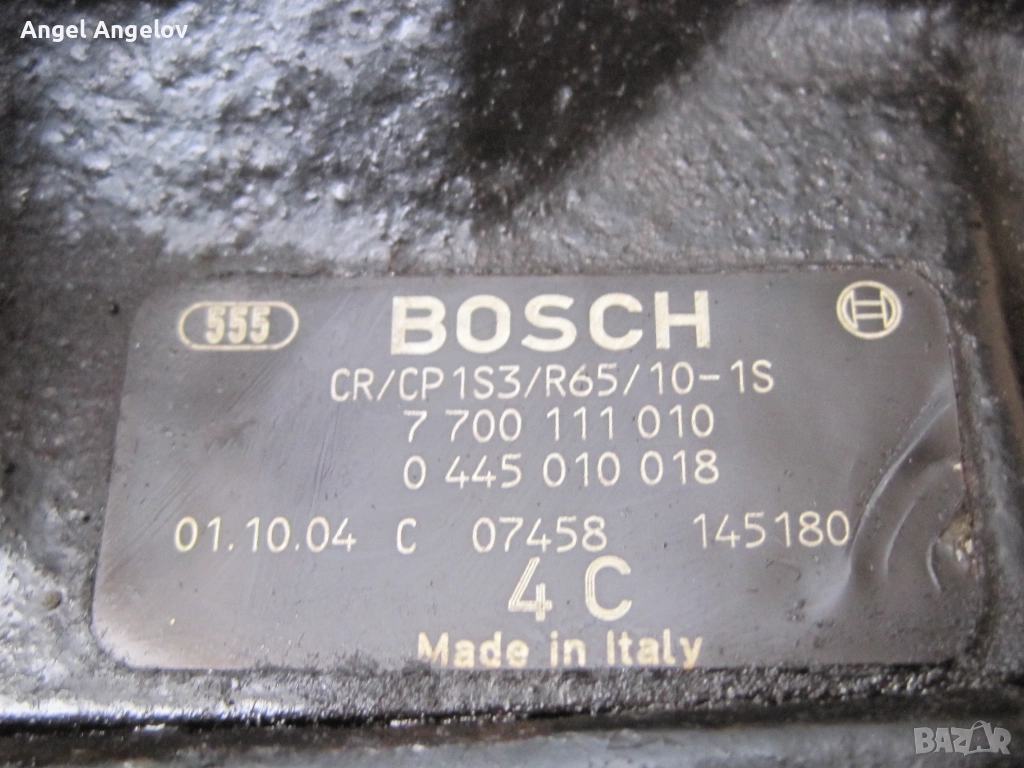 Angel Angelov
555 BOSCH
CR/CP1S3/R65/10-1S
7 700 111 010
0 445 010 018
01.10.04 C 07458 145180
4 C
Made in Italy
BAZAR